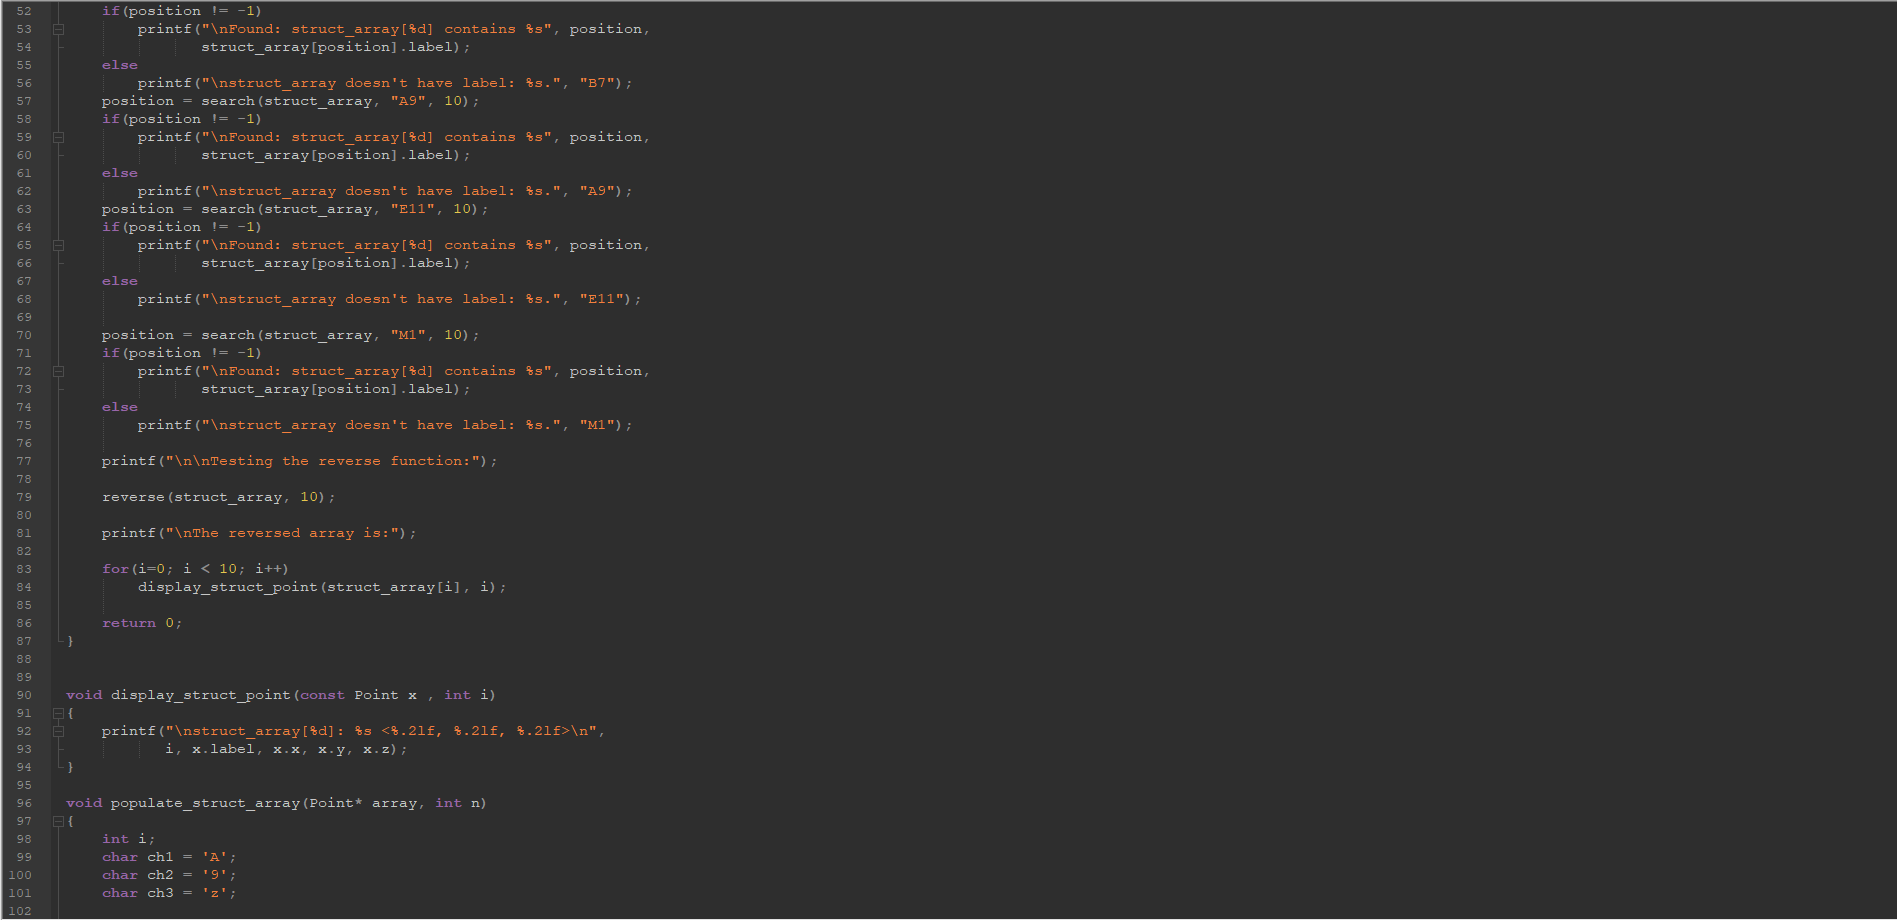 52 if(position != -1)
53 printf("\nFound: struct_array[%d] contains %s", position,
54 struct_array[position].label);
55 else
56 printf("\nstruct_array doesn't have label: %s.", "B7");
57 position = search(struct_array, "A9", 10);
58 if(position != -1)
59 printf("\nFound: struct_array[%d] contains %s", position,
60 struct_array[position].label);
61 else
62 printf("\nstruct_array doesn't have label: %s.", "A9");
63 position = search(struct_array, "E11", 10);
64 if(position != -1)
65 printf("\nFound: struct_array[%d] contains %s", position,
66 struct_array[position].label);
67 else
68 printf("\nstruct_array doesn't have label: %s.", "E11");
69
70 position = search(struct_array, "M1", 10);
71 if(position != -1)
72 printf("\nFound: struct_array[%d] contains %s", position,
73 struct_array[position].label);
74 else
75 printf("\nstruct_array doesn't have label: %s.", "M1");
76
77 printf("\n\nTesting the reverse function:");
78
79 reverse(struct_array, 10);
80
81 printf("\nThe reversed array is:");
82
83 for(i=0; i < 10; i++)
84 display_struct_point(struct_array[i], i);
85
86 return 0;
87 }
88
89
90 void display_struct_point(const Point x , int i)
91 {
92 printf("\nstruct_array[%d]: %s <%.2lf, %.2lf, %.2lf>\n",
93 i, x.label, x.x, x.y, x.z);
94 }
95
96 void populate_struct_array(Point* array, int n)
97 {
98 int i;
99 char ch1 = 'A';
100 char ch2 = '9';
101 char ch3 = 'z';
102